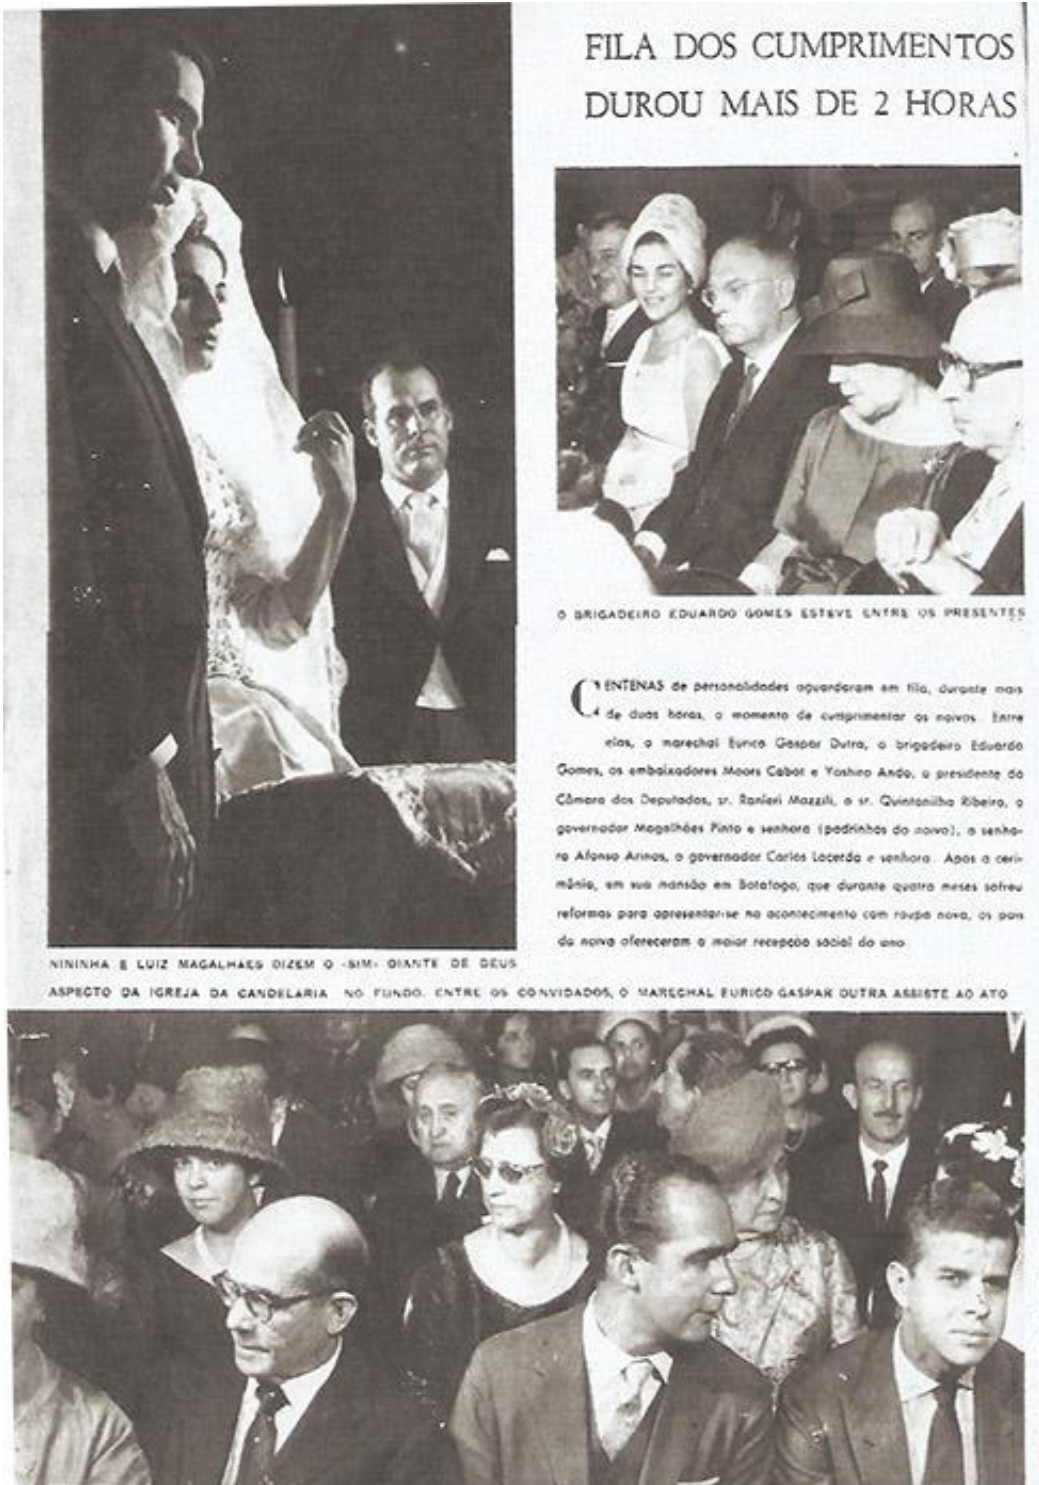 FILA DOS CUMPRIMENTOS
DUROU MAIS DE 2 HORAS
O BRIGADEIRO EDUARDO GOMES ESTEVE ENTRE OS PRESENTES
CENTENAS de personalidades aguardaram em fila, durante mais
de duas horas, o momento de cumprimentar os noivos. Entre
elas, o marechal Eurico Gaspar Dutra, o brigadeiro Eduardo
Gomes, os embaixadores Moors Cabot e Yoshiro Ando, o presidente da
Câmara dos Deputados, sr. Ranieri Mazzili, o sr. Quintanilha Ribeiro, o
governador Magalhães Pinto e senhora (padrinhos do noivo), a senho-
ra Afonso Arinos, o governador Carlos Lacerda e senhora. Após a ceri-
mônia, em sua mansão em Botafogo, que durante quatro meses sofreu
reformas para apresentar-se no acontecimento com roupa nova, os pais
da noiva ofereceram a maior recepção social do ano
NININHA E LUIZ MAGALHÃES DIZEM O «SIM» DIANTE DE DEUS
ASPECTO DA IGREJA DA CANDELÁRIA NO FUNDO, ENTRE OS CONVIDADOS, O MARECHAL EURICO GASPAR DUTRA ASSISTE AO ATO